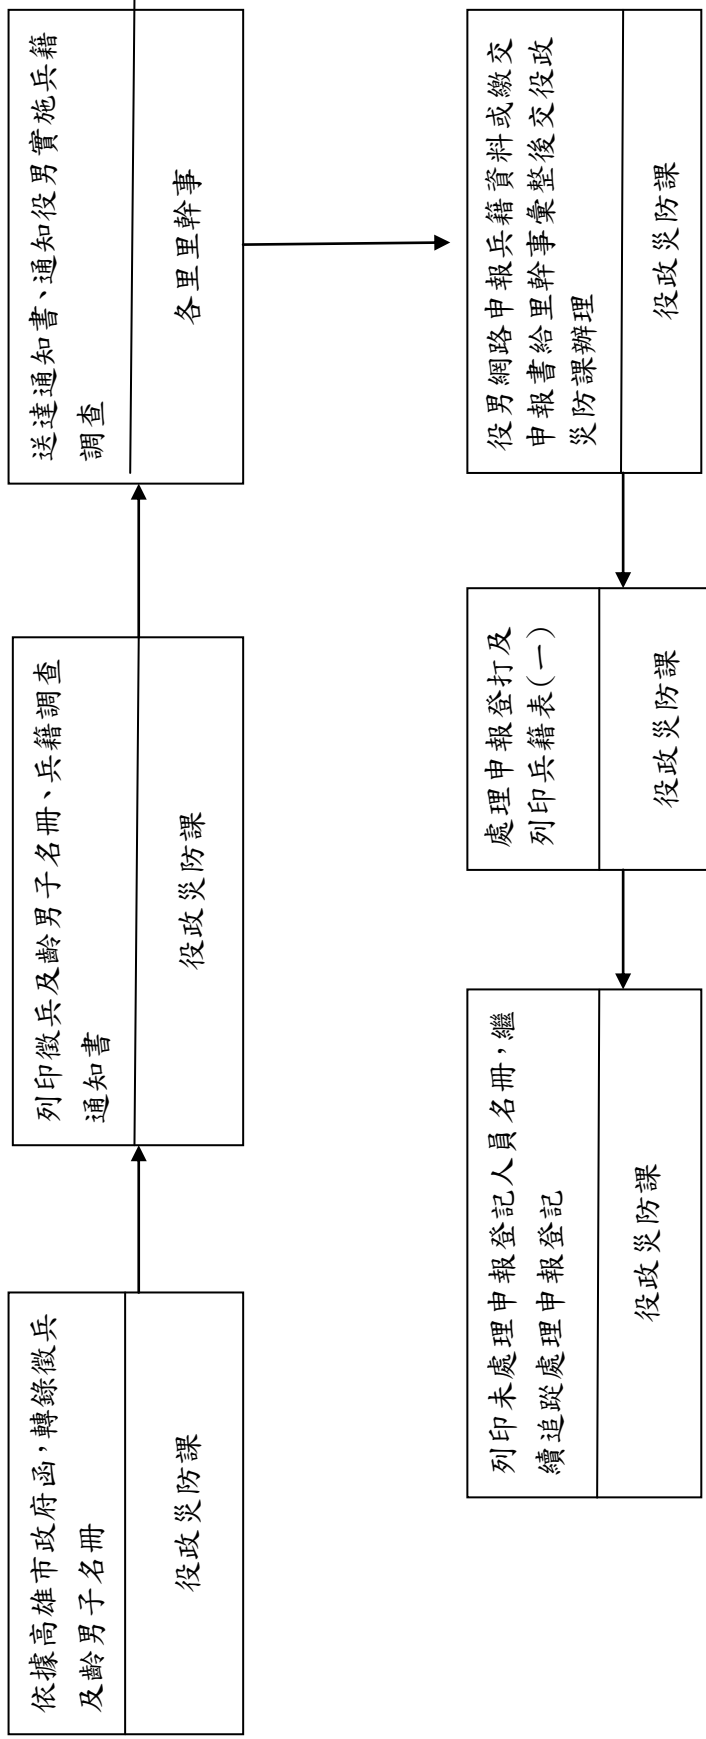 依據高雄市政府函，轉錄徵兵
及齡男子名冊
役政災防課
列印徵兵及齡男子名冊、兵籍調查
通知書
役政災防課
送達通知書、通知役男實施兵籍
調查
各里里幹事
役男網路申報兵籍資料或繳交
申報書給里幹事彙整後交役政
災防課辦理
役政災防課
處理申報登打及
列印兵籍表(一)
役政災防課
列印未處理申報登記人員名冊，繼
續追蹤處理申報登記
役政災防課